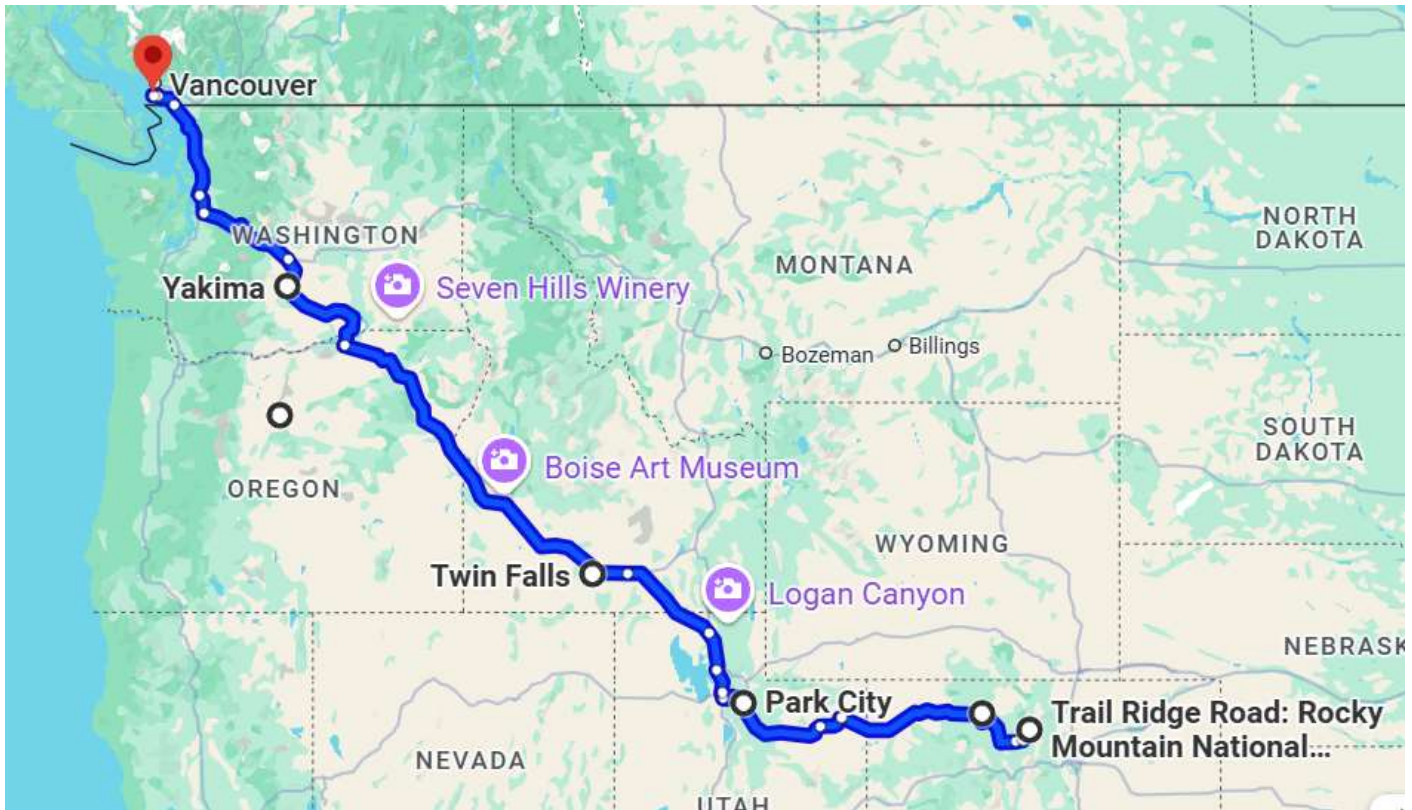 Vancouver
WASHINGTON
NORTH
DAKOTA
MONTANA
Yakima
Seven Hills Winery
Bozeman
Billings
SOUTH
DAKOTA
Boise Art Museum
OREGON
WYOMING
Twin Falls
Logan Canyon
NEBRASK
Park City
Trail Ridge Road: Rocky
Mountain National...
NEVADA
UTAH